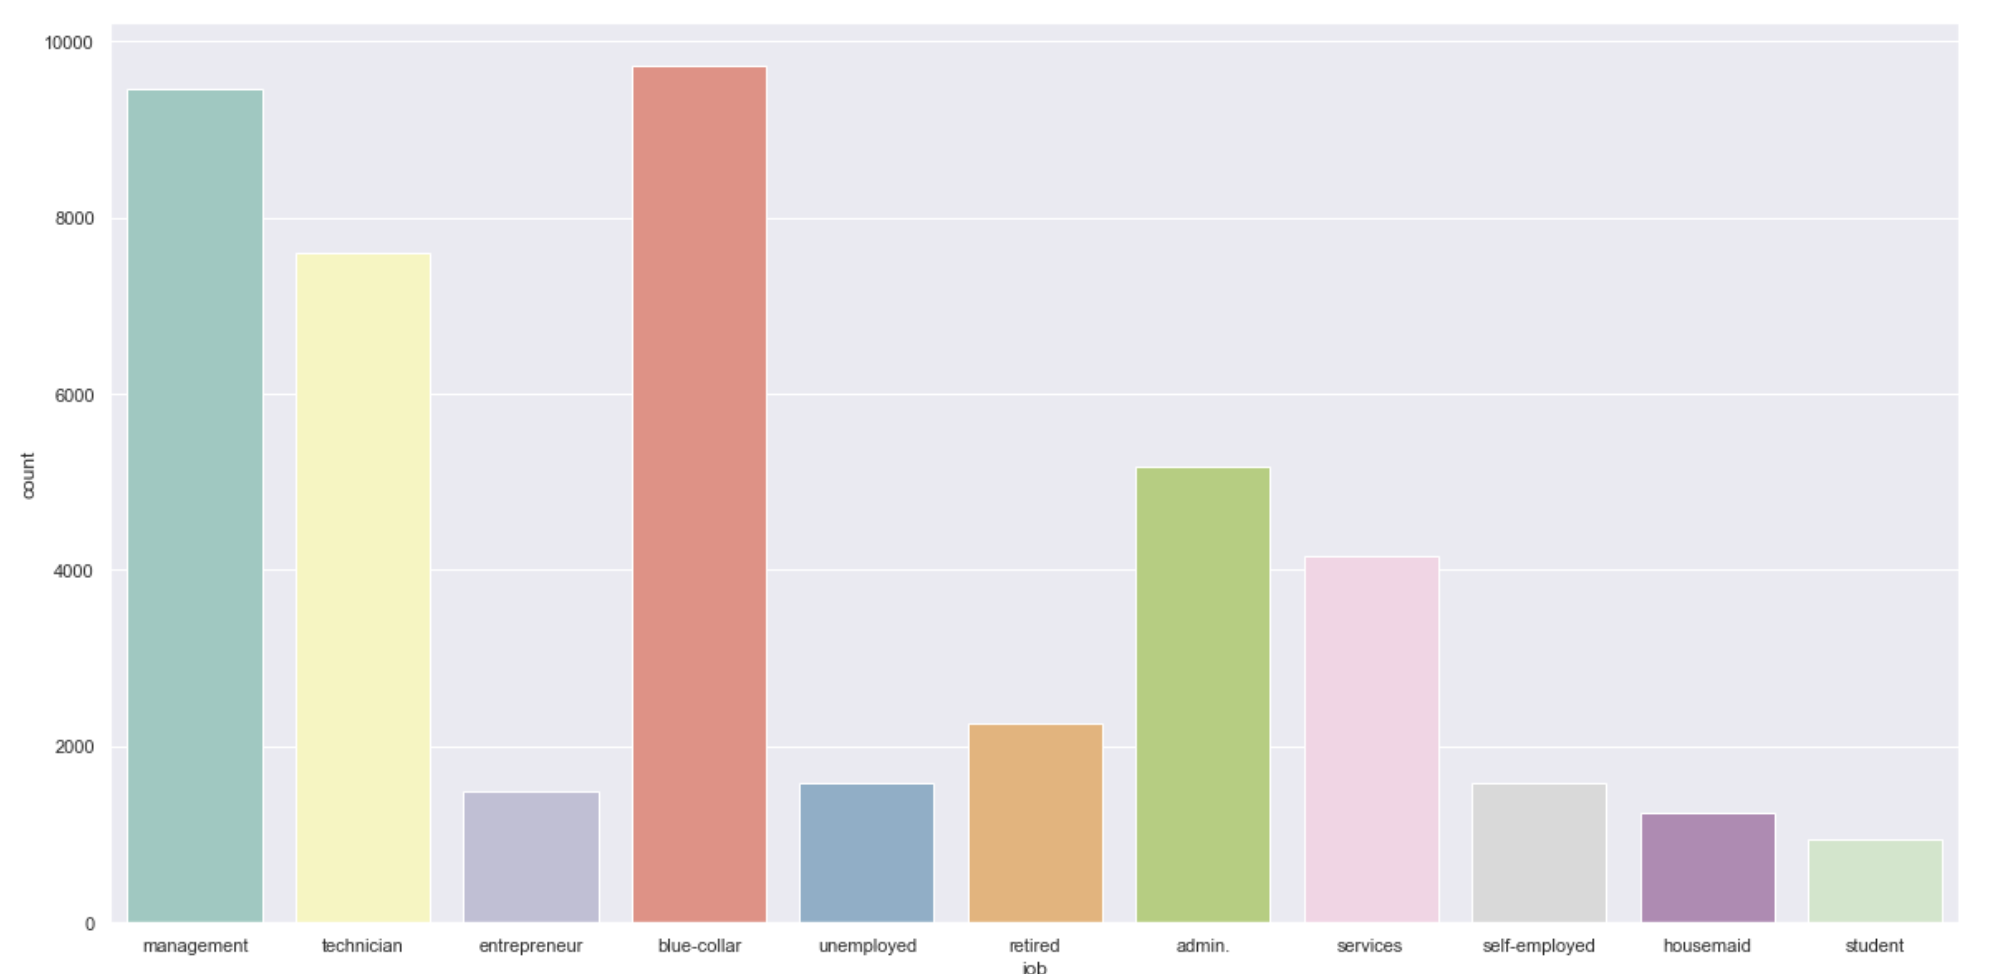 10000
8000
6000
4000
2000
0
count
management technician entrepreneur blue-collar unemployed retired admin. services self-employed housemaid student
job